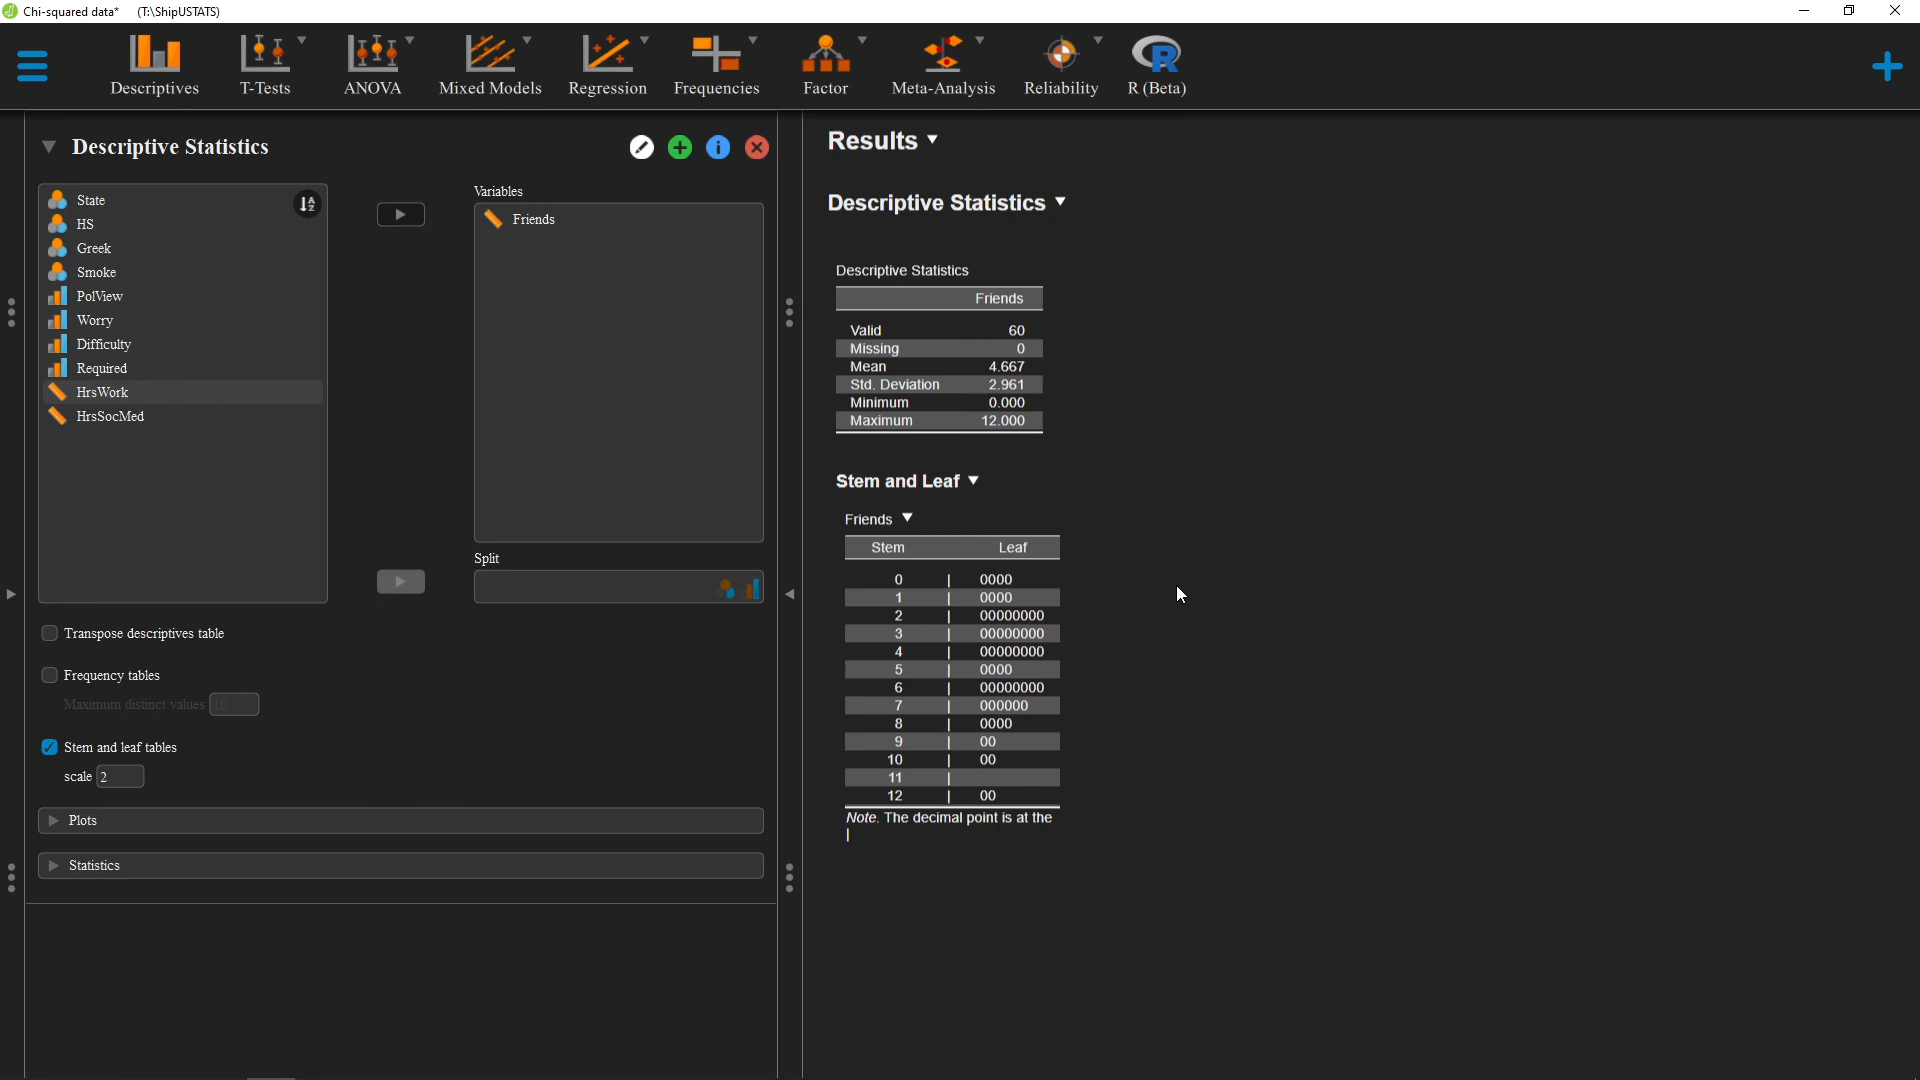 Chi-squared data* (T:\ShipUSTATS)
Descriptives T-Tests ANOVA Mixed Models Regression Frequencies Factor Meta-Analysis Reliability R (Beta)
Descriptive Statistics
State
HS
Greek
Smoke
PolView
Worry
Difficulty
Required
HrsWork
HrsSocMed
Variables
Friends
Split
Transpose descriptives table
Frequency tables
Maximum distinct values 10
Stem and leaf tables
scale 2
Plots
Statistics
Results
Descriptive Statistics
Descriptive Statistics
Friends
Valid 60
Missing 0
Mean 4.667
Std. Deviation 2.961
Minimum 0.000
Maximum 12.000
Stem and Leaf
Friends
Stem Leaf
0 | 0000
1 | 0000
2 | 00000000
3 | 00000000
4 | 00000000
5 | 0000
6 | 00000000
7 | 000000
8 | 0000
9 | 00
10 | 00
11 |
12 | 00
Note. The decimal point is at the
|